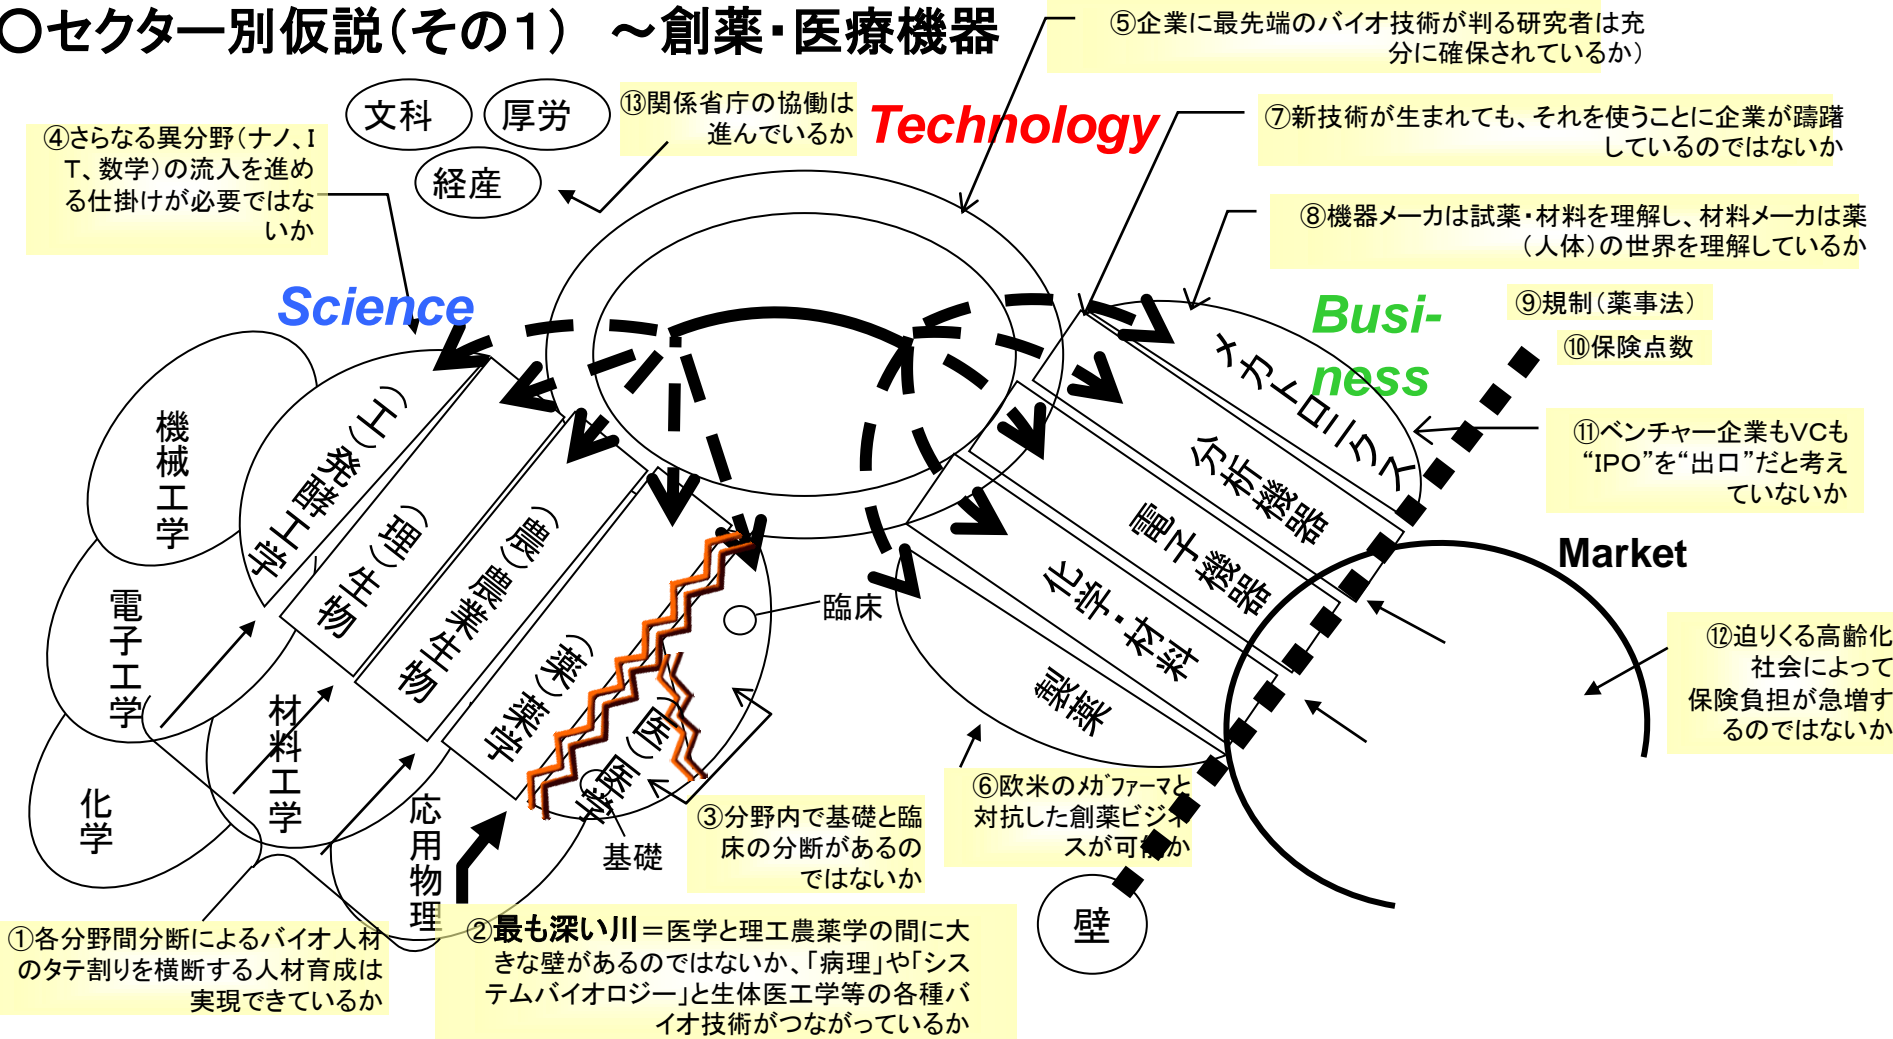 〇セクター別仮説（その１）　～創薬・医療機器
⑤企業に最先端のバイオ技術が判る研究者は充
分に確保されているか）
文科
厚労
経産
⑬関係省庁の協働は
進んでいるか
Technology
⑦新技術が生まれても、それを使うことに企業が躊躇
しているのではないか
④さらなる異分野（ナノ、Ｉ
Ｔ、数学）の流入を進め
る仕掛けが必要ではな
いか
⑧機器メーカは試薬・材料を理解し、材料メーカは薬
（人体）の世界を理解しているか
Science
Busi-
ness
⑨規制（薬事法）
⑩保険点数
⑪ベンチャー企業もVCも
“IPO”を“出口”だと考え
ていないか
メカトロニクス
分析機器
電子機器
化学・材料
製薬
Market
機械工学
電子工学
化学
材料工学
応用物理
（工）発酵工学
（理）生物
（農）農業生物
（薬）薬学
（医）医学
臨床
基礎
⑫迫りくる高齢化
社会によって
保険負担が急増す
るのではないか
⑥欧米のﾒｶﾞﾌｧｰﾏと
対抗した創薬ビジネ
スが可能か
③分野内で基礎と臨
床の分断があるの
ではないか
壁
①各分野間分断によるバイオ人材
のタテ割りを横断する人材育成は
実現できているか
②最も深い川＝医学と理工農薬学の間に大
きな壁があるのではないか、「病理」や「シス
テムバイオロジー」と生体医工学等の各種バ
イオ技術がつながっているか